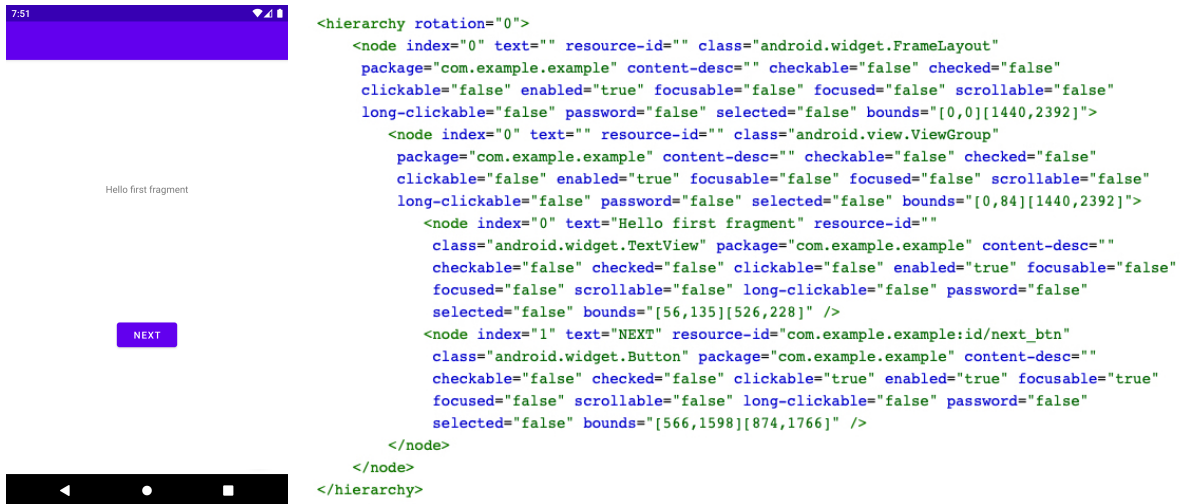 7:51
Hello first fragment
NEXT
<hierarchy rotation="0">
<node index="0" text="" resource-id="" class="android.widget.FrameLayout"
package="com.example.example" content-desc="" checkable="false" checked="false"
clickable="false" enabled="true" focusable="false" focused="false" scrollable="false"
long-clickable="false" password="false" selected="false" bounds="[0,0][1440,2392]">
<node index="0" text="" resource-id="" class="android.view.ViewGroup"
package="com.example.example" content-desc="" checkable="false" checked="false"
clickable="false" enabled="true" focusable="false" focused="false" scrollable="false"
long-clickable="false" password="false" selected="false" bounds="[0,84][1440,2392]">
<node index="0" text="Hello first fragment" resource-id=""
class="android.widget.TextView" package="com.example.example" content-desc=""
checkable="false" checked="false" clickable="false" enabled="true" focusable="false"
focused="false" scrollable="false" long-clickable="false" password="false"
selected="false" bounds="[56,135][526,228]" />
<node index="1" text="NEXT" resource-id="com.example.example:id/next_btn"
class="android.widget.Button" package="com.example.example" content-desc=""
checkable="false" checked="false" clickable="true" enabled="true" focusable="true"
focused="false" scrollable="false" long-clickable="false" password="false"
selected="false" bounds="[566,1598][874,1766]" />
</node>
</node>
</hierarchy>